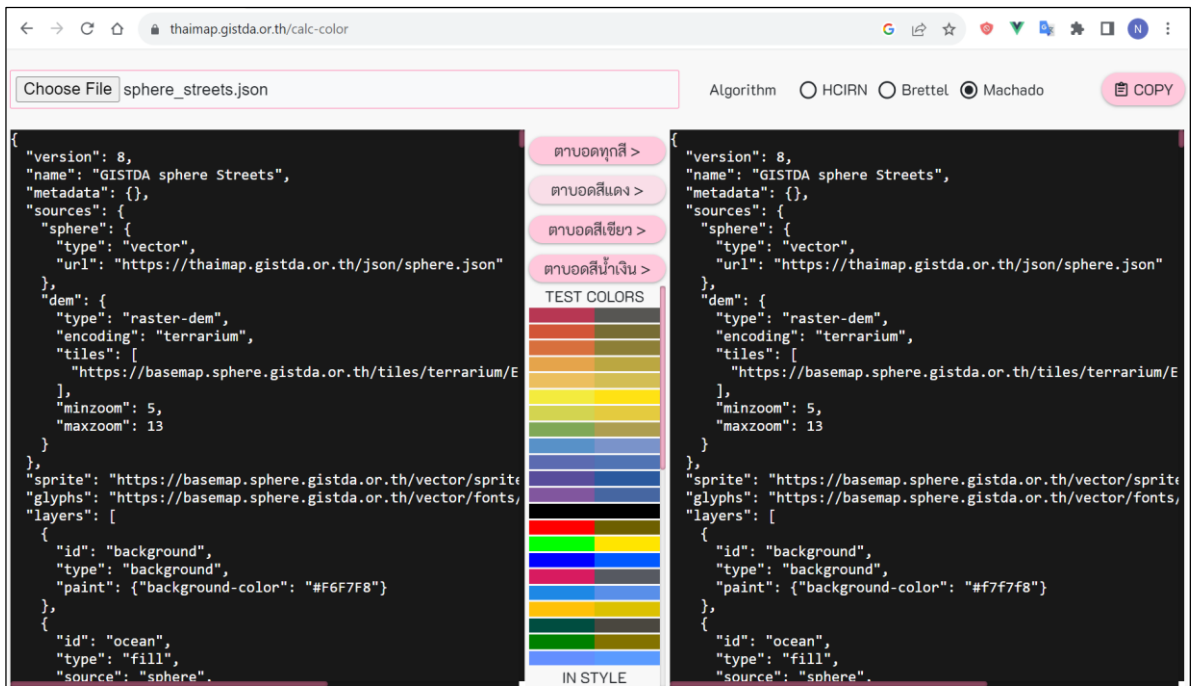 thaimap.gistda.or.th/calc-color
N
Choose File sphere_streets.json
Algorithm HCIRN Brettel Machado
COPY
{
"version": 8,
"name": "GISTDA sphere Streets",
"metadata": {},
"sources": {
"sphere": {
"type": "vector",
"url": "https://thaimap.gistda.or.th/json/sphere.json"
},
"dem": {
"type": "raster-dem",
"encoding": "terrarium",
"tiles": [
"https://basemap.sphere.gistda.or.th/tiles/terrarium/E
],
"minzoom": 5,
"maxzoom": 13
}
},
"sprite": "https://basemap.sphere.gistda.or.th/vector/sprite
"glyphs": "https://basemap.sphere.gistda.or.th/vector/fonts/
"layers": [
{
"id": "background",
"type": "background",
"paint": {"background-color": "#F6F7F8"}
},
{
"id": "ocean",
"type": "fill",
"source": "sphere",
ตาบอดทุกสี >
ตาบอดสีแดง >
ตาบอดสีเขียว >
ตาบอดสีน้ำเงิน >
TEST COLORS
IN STYLE
{
"version": 8,
"name": "GISTDA sphere Streets",
"metadata": {},
"sources": {
"sphere": {
"type": "vector",
"url": "https://thaimap.gistda.or.th/json/sphere.json"
},
"dem": {
"type": "raster-dem",
"encoding": "terrarium",
"tiles": [
"https://basemap.sphere.gistda.or.th/tiles/terrarium/E
],
"minzoom": 5,
"maxzoom": 13
}
},
"sprite": "https://basemap.sphere.gistda.or.th/vector/sprite
"glyphs": "https://basemap.sphere.gistda.or.th/vector/fonts/
"layers": [
{
"id": "background",
"type": "background",
"paint": {"background-color": "#f7f7f8"}
},
{
"id": "ocean",
"type": "fill",
"source": "sphere",